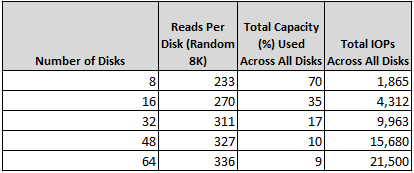 Number of Disks | Reads Per Disk (Random 8K) | Total Capacity (%) Used Across All Disks | Total IOPs Across All Disks
8 | 233 | 70 | 1,865
16 | 270 | 35 | 4,312
32 | 311 | 17 | 9,963
48 | 327 | 10 | 15,680
64 | 336 | 9 | 21,500